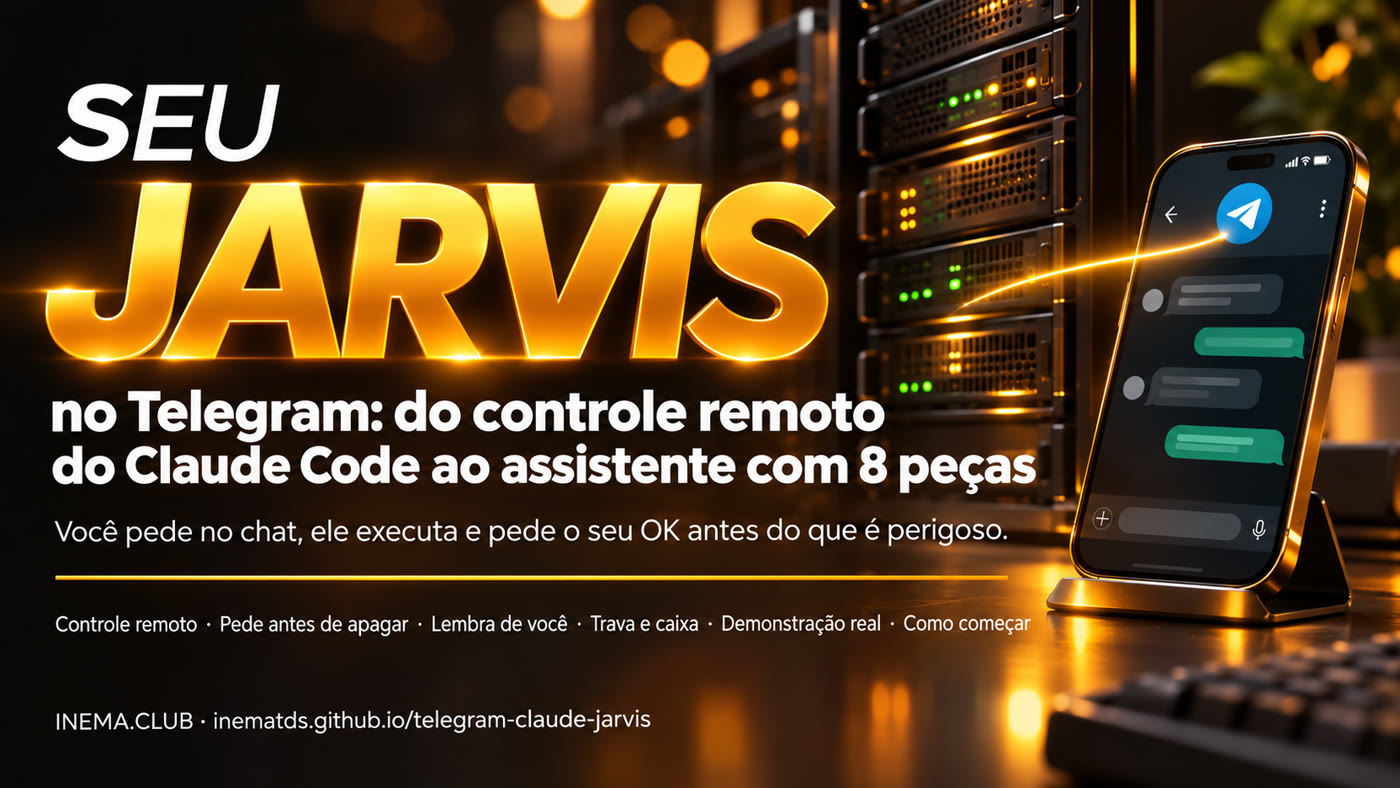 SEU
JARVIS
no Telegram: do controle remoto
do Claude Code ao assistente com 8 peças
Você pede no chat, ele executa e pede o seu OK antes do que é perigoso.
Controle remoto · Pede antes de apagar · Lembra de você · Trava e caixa · Demonstração real · Como começar
INEMA.CLUB · inematds.github.io/telegram-claude-jarvis